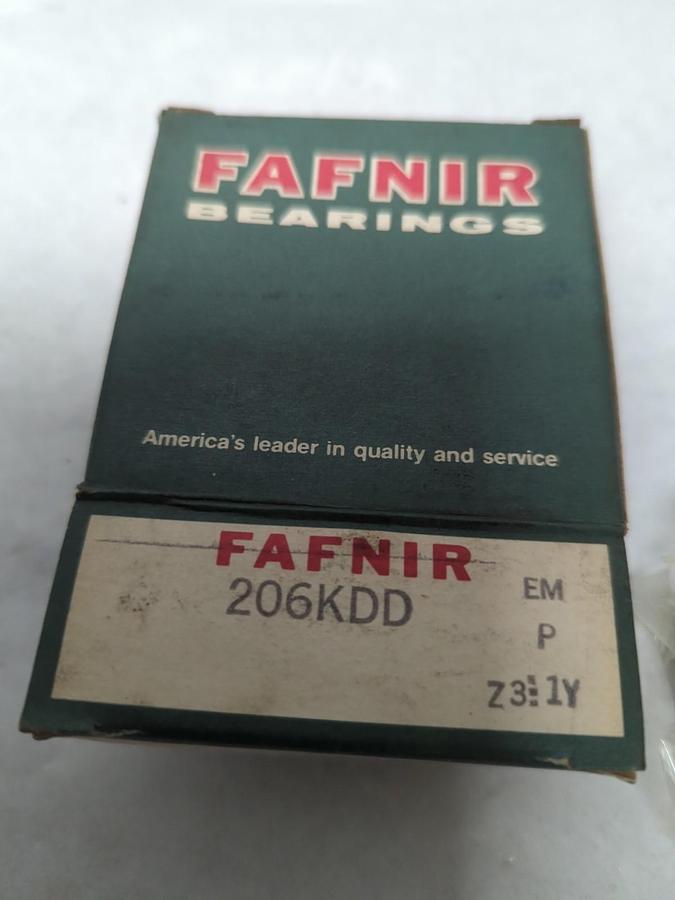 FAFNIR
BEARINGS
America's leader in quality and service
FAFNIR
206KDD
EM
P
Z3 1Y